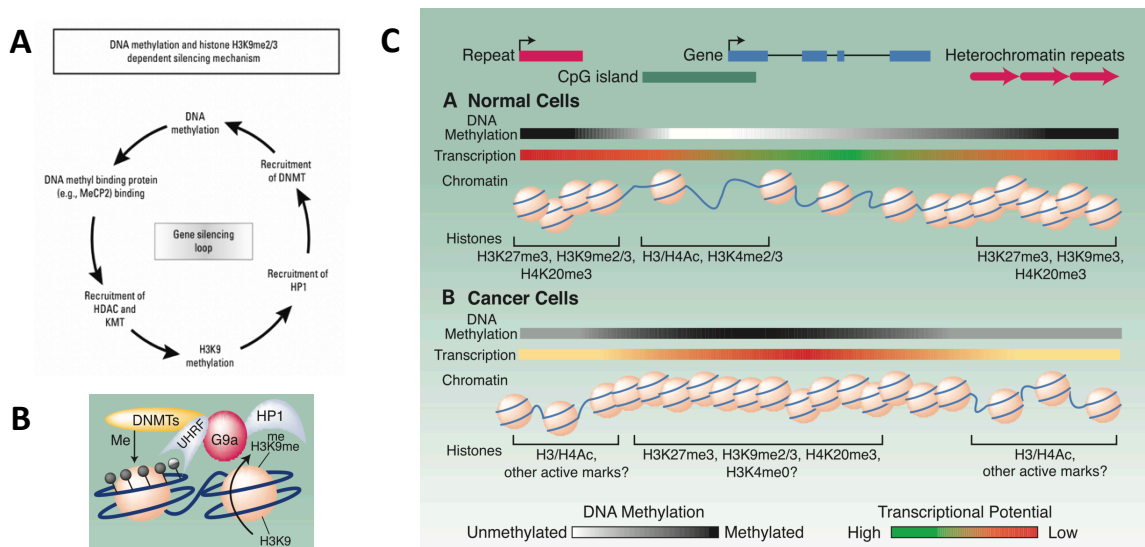 A
DNA methylation and histone H3K9me2/3
dependent silencing mechanism
DNA
methylation
DNA methyl binding protein
(e.g., MeCP2) binding
Recruitment of
HDAC and
KMT
H3K9
methylation
Recruitment of
HP1
Recruitment
of DNMT
Gene silencing
loop
B
DNMTs
Me
UHRF
G9a
HP1
me
H3K9me
H3K9
C
Repeat
Gene
CpG island
Heterochromatin repeats
A Normal Cells
DNA
Methylation
Transcription
Chromatin
Histones
H3K27me3, H3K9me2/3,
H4K20me3
H3/H4Ac, H3K4me2/3
H3K27me3, H3K9me3,
H4K20me3
B Cancer Cells
DNA
Methylation
Transcription
Chromatin
Histones
H3/H4Ac,
other active marks?
H3K27me3, H3K9me2/3, H4K20me3,
H3K4me0?
H3/H4Ac,
other active marks?
DNA Methylation
Unmethylated Methylated
Transcriptional Potential
High Low